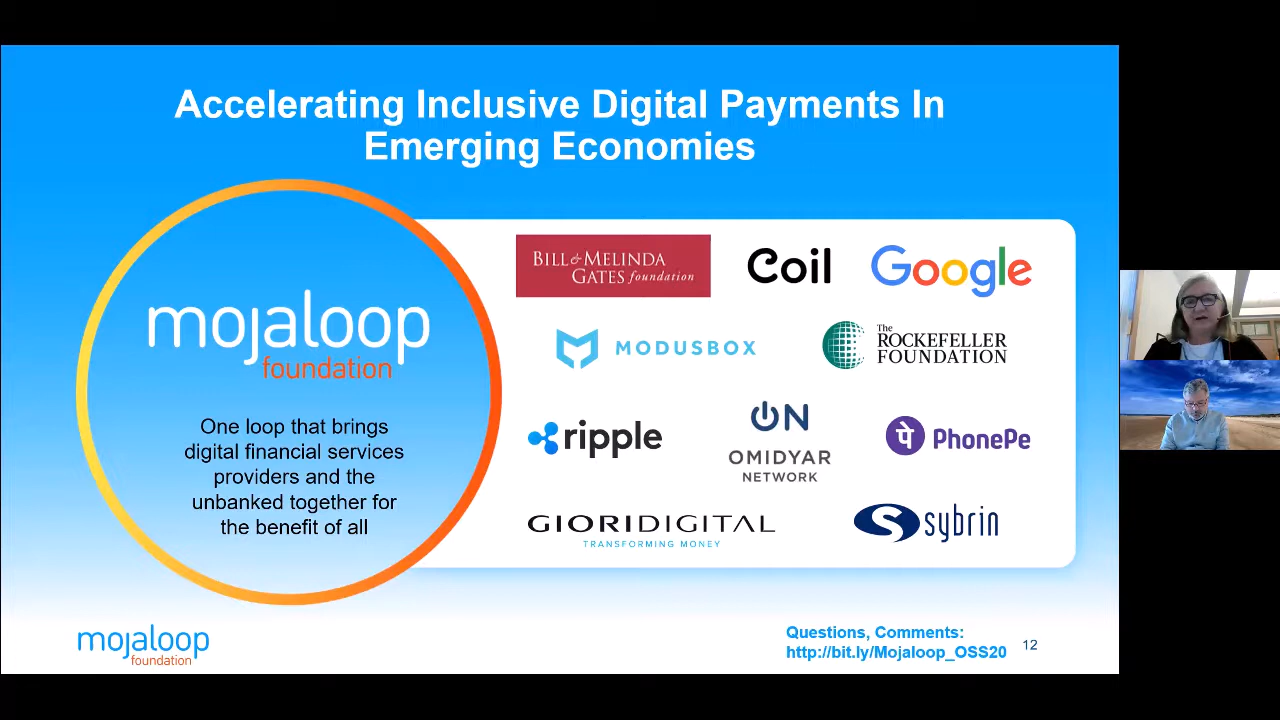 Accelerating Inclusive Digital Payments In
Emerging Economies
mojaloop
foundation
One loop that brings
digital financial services
providers and the
unbanked together for
the benefit of all
BILL & MELINDA
GATES foundation
Coil
Google
MODUSBOX
The
ROCKEFELLER
FOUNDATION
ripple
ON
OMIDYAR
NETWORK
पे PhonePe
GIORIDIGITAL
TRANSFORMING MONEY
S sybrin
mojaloop
foundation
Questions, Comments:
http://bit.ly/Mojaloop_OSS20
12